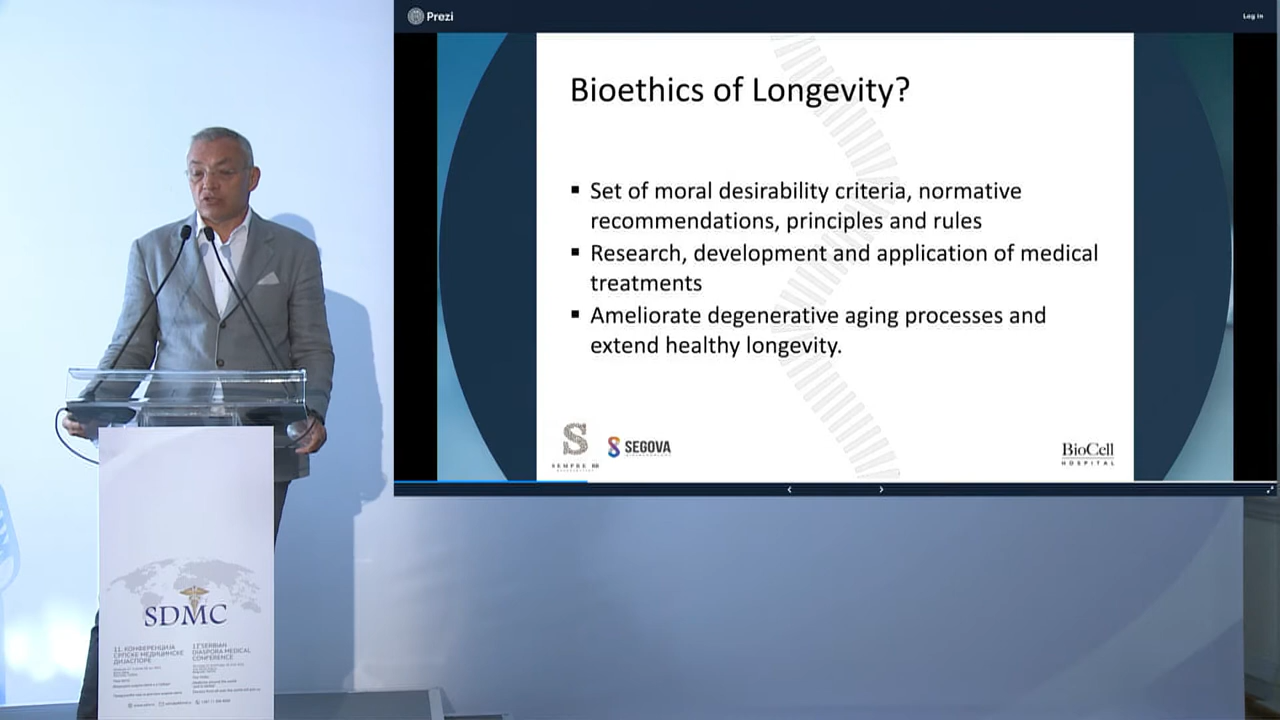 Prezi
Log in
Bioethics of Longevity?
▪ Set of moral desirability criteria, normative
recommendations, principles and rules
▪ Research, development and application of medical
treatments
▪ Ameliorate degenerative aging processes and
extend healthy longevity.
S
SEGOVA
BioCell
HOSPITAL
SDMC
11. КОНФЕРЕНЦИЈА
СРПСКЕ МЕДИЦИНСКЕ
ДИЈАСПОРЕ
SERBIAN
DIASPORA MEDICAL
CONFERENCE